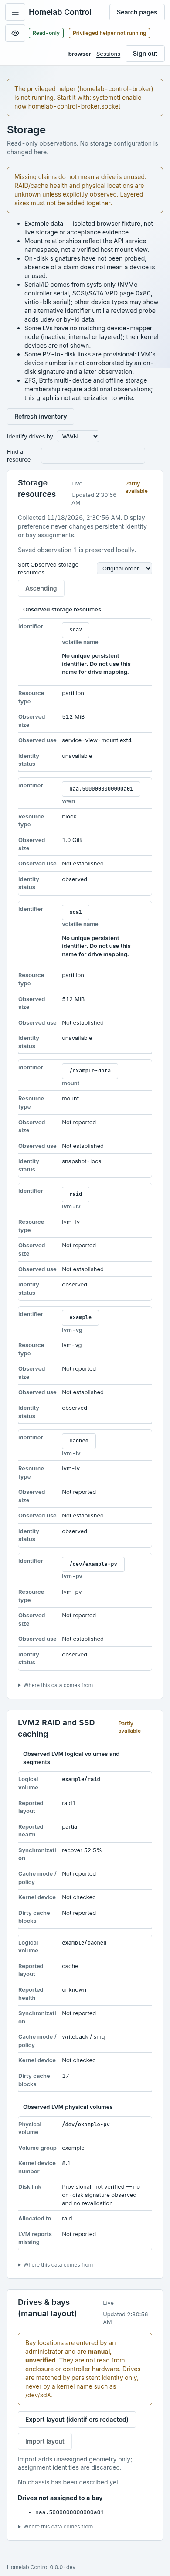 Homelab Control
Search pages
Read-only
Privileged helper not running
browser
Sessions
Sign out
The privileged helper (homelab-control-broker)
is not running. Start it with: systemctl enable --
now homelab-control-broker.socket
Storage
Read-only observations. No storage configuration is
changed here.
Missing claims do not mean a drive is unused.
RAID/cache health and physical locations are
unknown unless explicitly observed. Layered
sizes must not be added together.
Example data — isolated browser fixture, not
live storage or acceptance evidence.
Mount relationships reflect the API server
namespace, not a verified host mount view.
On-disk signatures have not been probed;
absence of a claim does not mean a device is
unused.
Serial/ID comes from sysfs only (NVMe
controller serial, SCSI/SATA VPD page 0x80,
virtio-blk serial); other device types may show
an alternate identifier until a reviewed probe
adds udev or by-id data.
Some LVs have no matching device-mapper
node (inactive, internal or layered); their kernel
devices are not shown.
Some PV-to-disk links are provisional: LVM's
device number is not corroborated by an on-
disk signature and a later observation.
ZFS, Btrfs multi-device and offline storage
membership require additional observations;
this graph is not authorization to write.
Refresh inventory
Identify drives by
WWN
Find a
resource
Storage
resources
Live
Updated 2:30:56
AM
Partly
available
Collected 11/18/2026, 2:30:56 AM. Display
preference never changes persistent identity
or bay assignments.
Saved observation 1 is preserved locally.
Sort Observed storage
resources
Original order
Ascending
Observed storage resources
Identifier
sda2
volatile name
No unique persistent
identifier. Do not use this
name for drive mapping.
Resource
type
partition
Observed
size
512 MiB
Observed use
service-view-mount:ext4
Identity
status
unavailable
Identifier
naa.5000000000000a01
wwn
Resource
type
block
Observed
size
1.0 GiB
Observed use
Not established
Identity
status
observed
Identifier
sda1
volatile name
No unique persistent
identifier. Do not use this
name for drive mapping.
Resource
type
partition
Observed
size
512 MiB
Observed use
Not established
Identity
status
unavailable
Identifier
/example-data
mount
Resource
type
mount
Observed
size
Not reported
Observed use
Not established
Identity
status
snapshot-local
Identifier
raid
lvm-lv
Resource
type
lvm-lv
Observed
size
Not reported
Observed use
Not established
Identity
status
observed
Identifier
example
lvm-vg
Resource
type
lvm-vg
Observed
size
Not reported
Observed use
Not established
Identity
status
observed
Identifier
cached
lvm-lv
Resource
type
lvm-lv
Observed
size
Not reported
Observed use
Not established
Identity
status
observed
Identifier
/dev/example-pv
lvm-pv
Resource
type
lvm-pv
Observed
size
Not reported
Observed use
Not established
Identity
status
observed
Where this data comes from
LVM2 RAID and SSD
caching
Partly
available
Observed LVM logical volumes and
segments
Logical
volume
example/raid
Reported
layout
raid1
Reported
health
partial
Synchronizati
on
recover 52.5%
Cache mode /
policy
Not reported
Kernel device
Not checked
Dirty cache
blocks
Not reported
Logical
volume
example/cached
Reported
layout
cache
Reported
health
unknown
Synchronizati
on
Not reported
Cache mode /
policy
writeback / smq
Kernel device
Not checked
Dirty cache
blocks
17
Observed LVM physical volumes
Physical
volume
/dev/example-pv
Volume group
example
Kernel device
number
8:1
Disk link
Provisional, not verified — no
on-disk signature observed
and no revalidation
Allocated to
raid
LVM reports
missing
Not reported
Where this data comes from
Drives & bays
(manual layout)
Live
Updated 2:30:56
AM
Bay locations are entered by an
administrator and are manual,
unverified. They are not read from
enclosure or controller hardware. Drives
are matched by persistent identity only,
never by a kernel name such as
/dev/sdX.
Export layout (identifiers redacted)
Import layout
Import adds unassigned geometry only;
assignment identities are discarded.
No chassis has been described yet.
Drives not assigned to a bay
naa.5000000000000a01
Where this data comes from
Homelab Control 0.0.0-dev